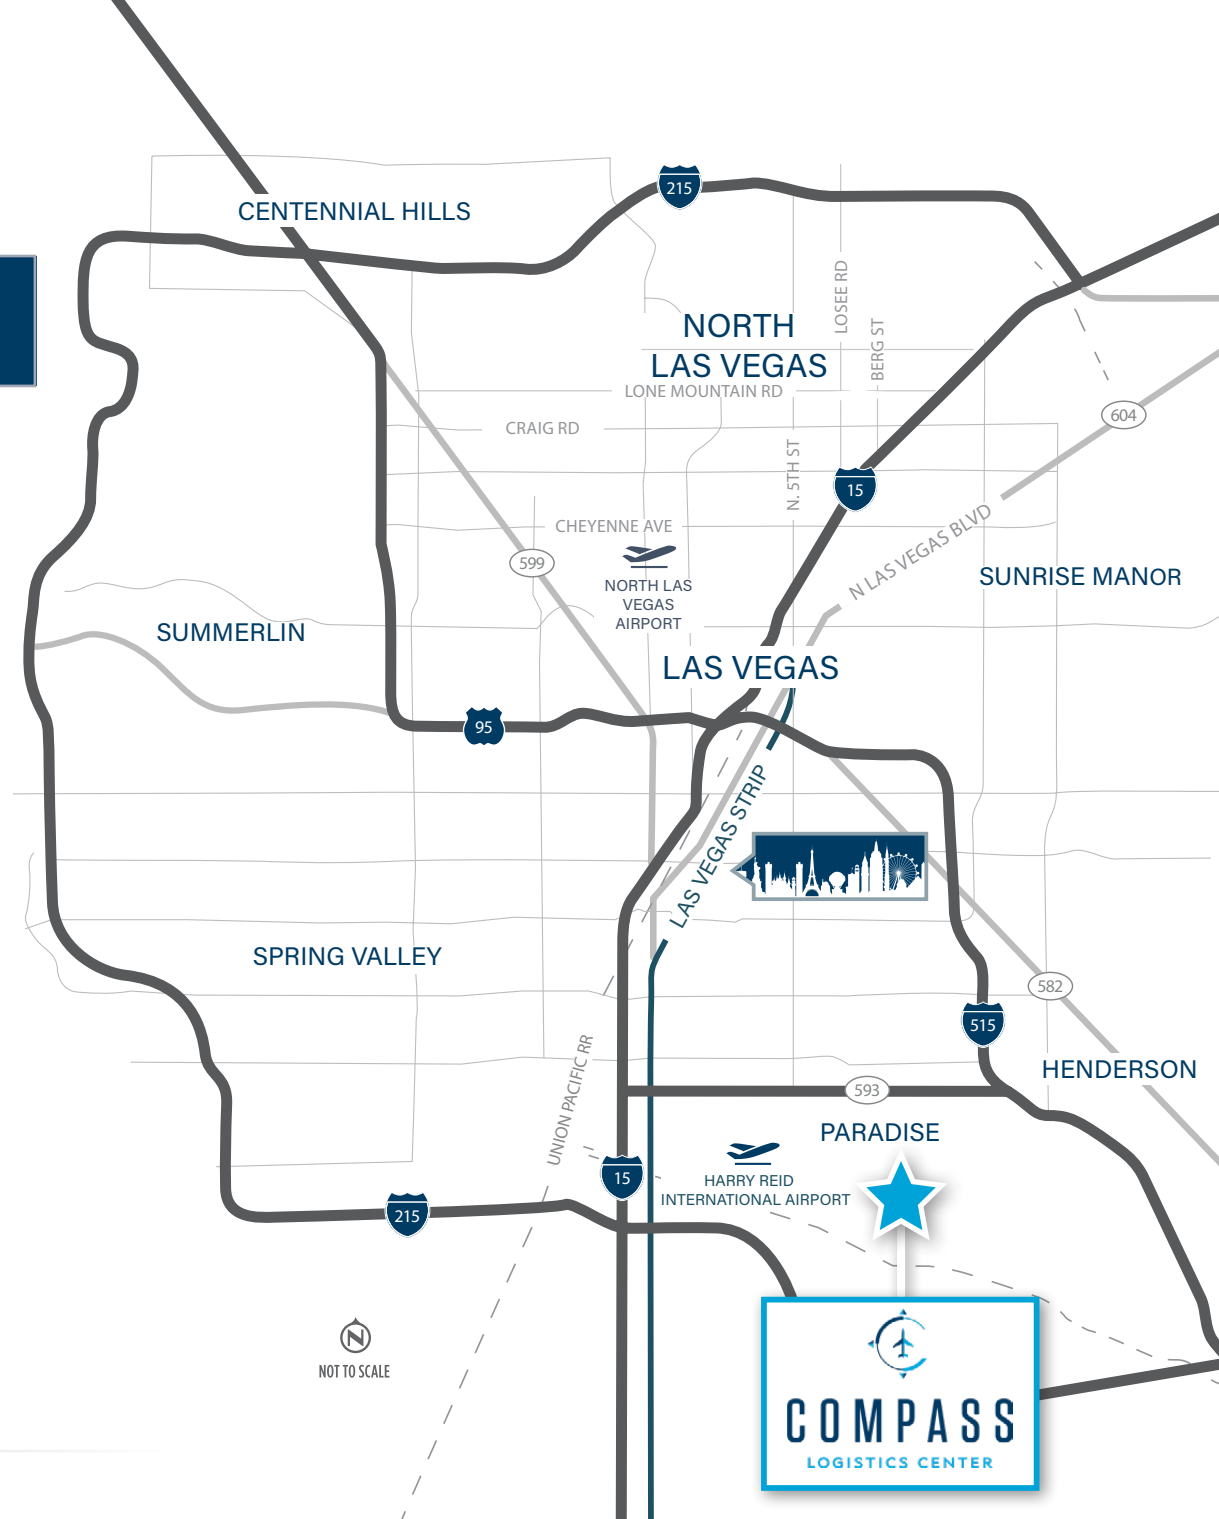 215
CENTENNIAL HILLS
LOSEE RD
NORTH
LAS VEGAS
BERG ST
LONE MOUNTAIN RD
604
CRAIG RD
N. 5TH ST
15
CHEYENNE AVE
N LAS VEGAS BLVD
599
NORTH LAS
VEGAS
AIRPORT
SUNRISE MANOR
SUMMERLIN
LAS VEGAS
95
LAS VEGAS STRIP
SPRING VALLEY
582
515
UNION PACIFIC RR
HENDERSON
593
PARADISE
15
HARRY REID
INTERNATIONAL AIRPORT
215
N
NOT TO SCALE
COMPASS
LOGISTICS CENTER